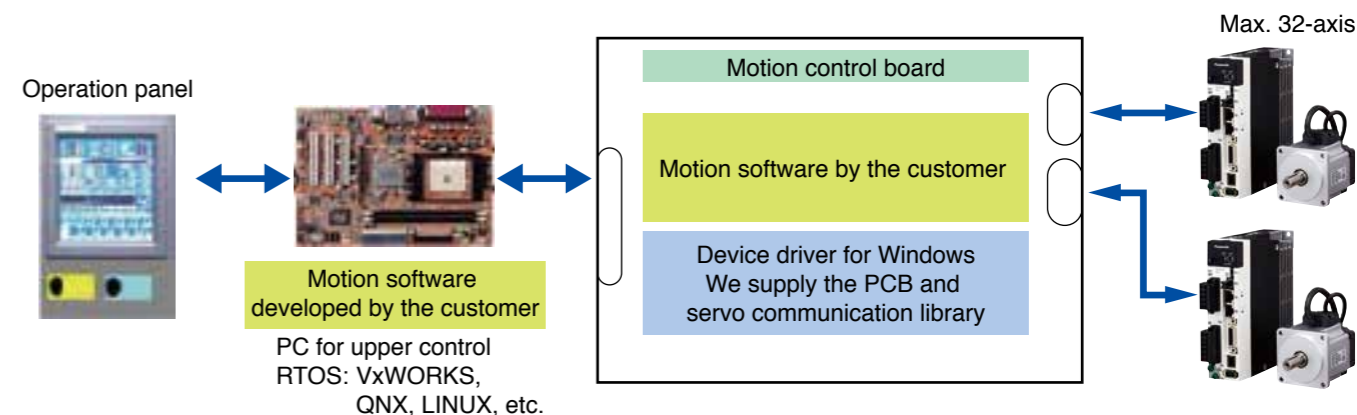 Max. 32-axis
Operation panel
Motion control board
Motion software by the customer
Device driver for Windows
We supply the PCB and
servo communication library
Motion software
developed by the customer
PC for upper control
RTOS: VxWORKS,
QNX, LINUX, etc.